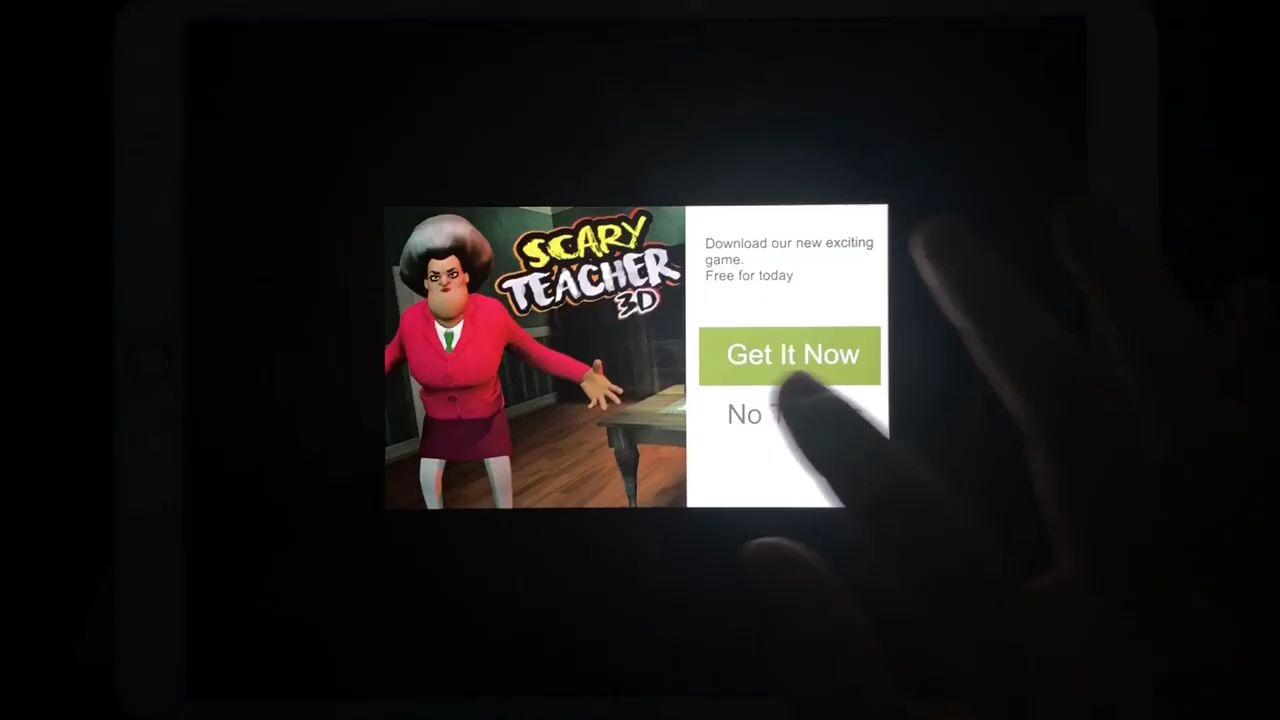 SCARY
TEACHER
3D
Download our new exciting
game.
Free for today
Get It Now
No